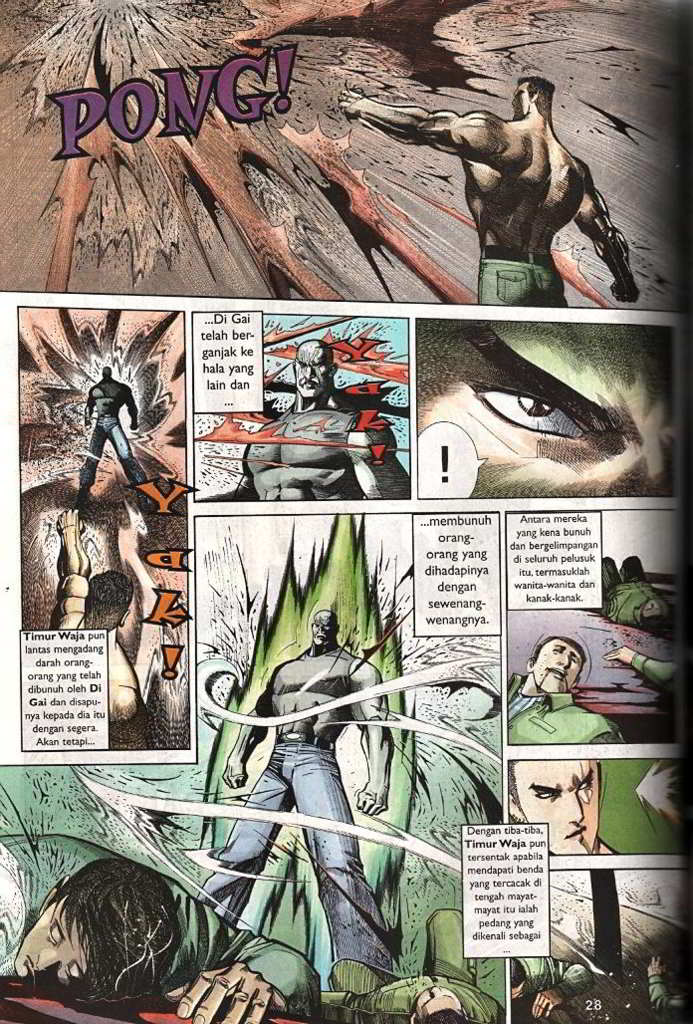 PONG!
Yak!
Timur Waja pun
lantas mengadang
darah orang-
orang yang telah
dibunuh oleh Di
Gai dan disapu-
nya kepada dia itu
dengan segera.
Akan tetapi...
...Di Gai
telah ber-
ganjak ke
hala yang
lain dan
...
Yak!
!
...membunuh
orang-
orang yang
dihadapinya
dengan
sewenang-
wenangnya.
Antara mereka
yang kena bunuh
dan bergelimpangan
di seluruh pelusuk
itu, termasuklah
wanita-wanita dan
kanak-kanak.
Dengan tiba-tiba,
Timur Waja pun
tersentak apabila
mendapati benda
yang tercacak di
tengah mayat-
mayat itu ialah
pedang yang
dikenali sebagai
...
28